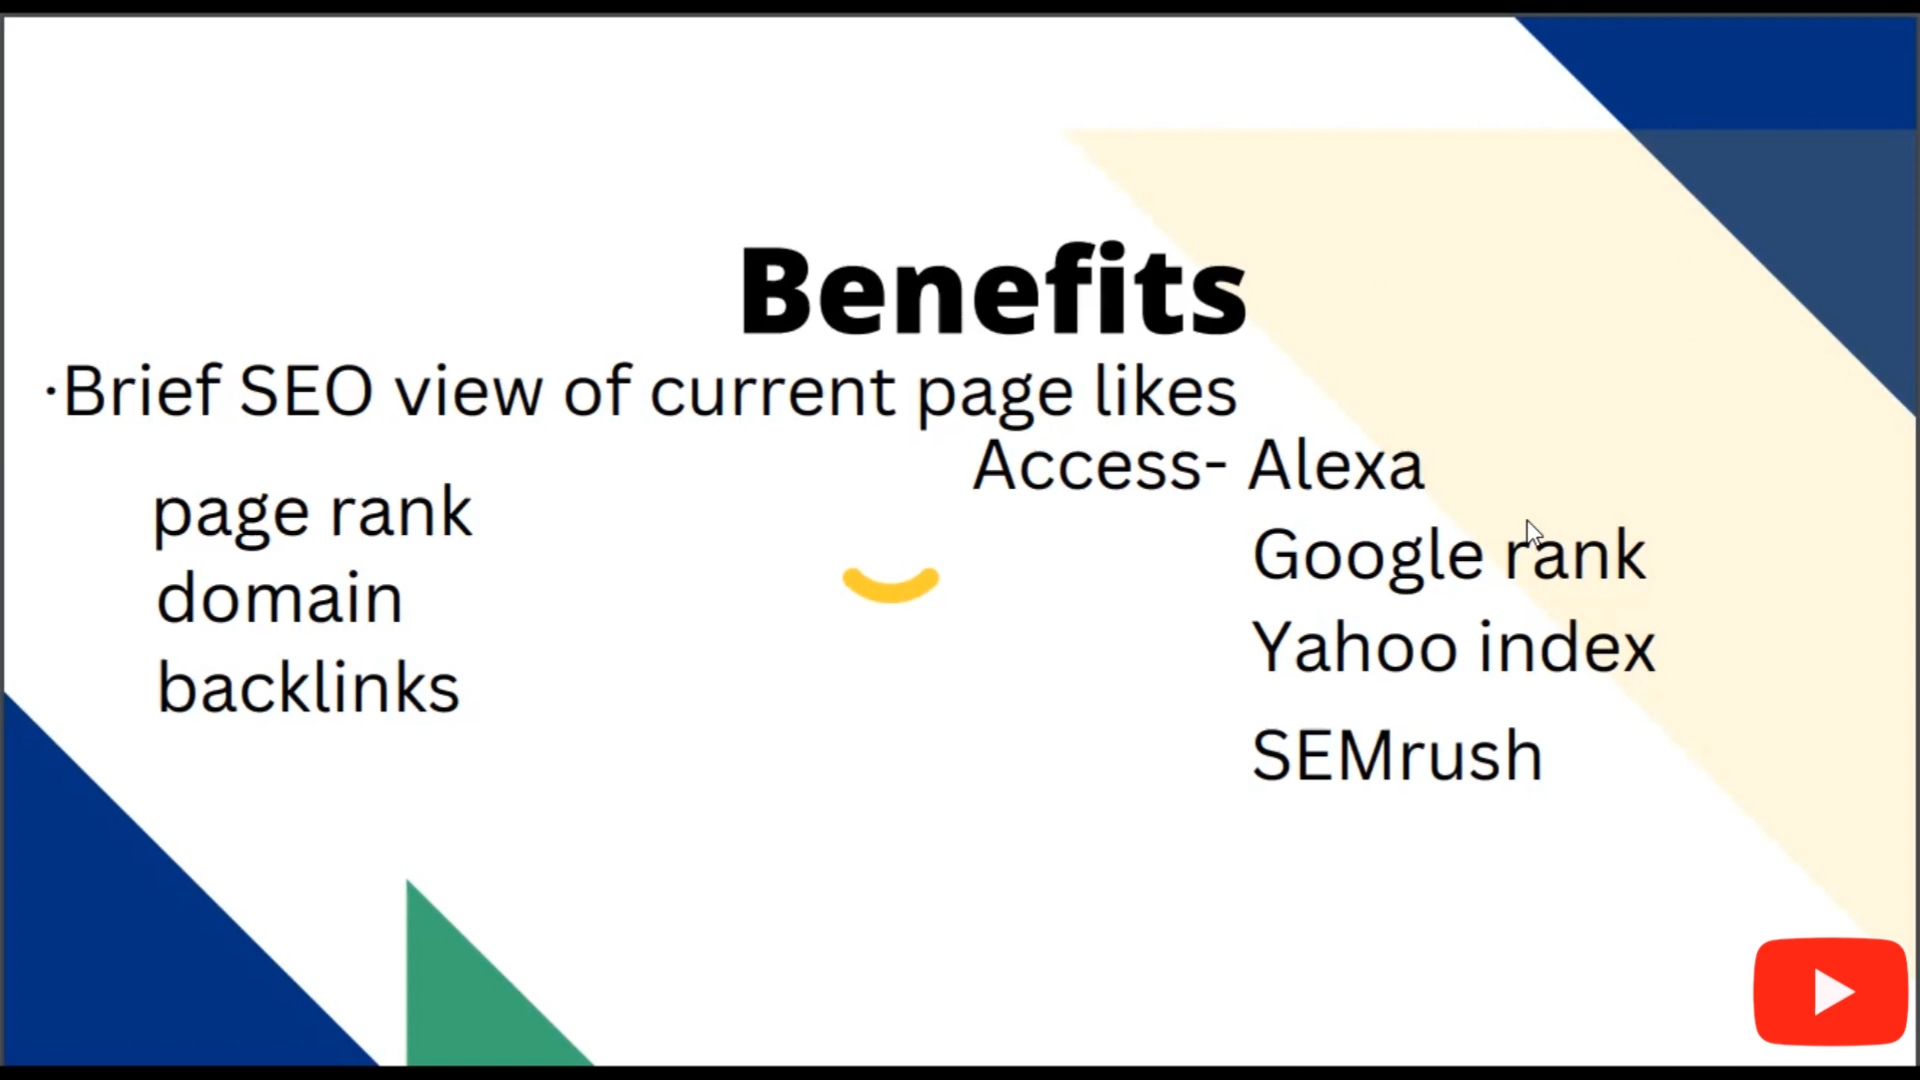 Benefits
·Brief SEO view of current page likes
page rank
domain
backlinks
Access- Alexa
Google rank
Yahoo index
SEMrush